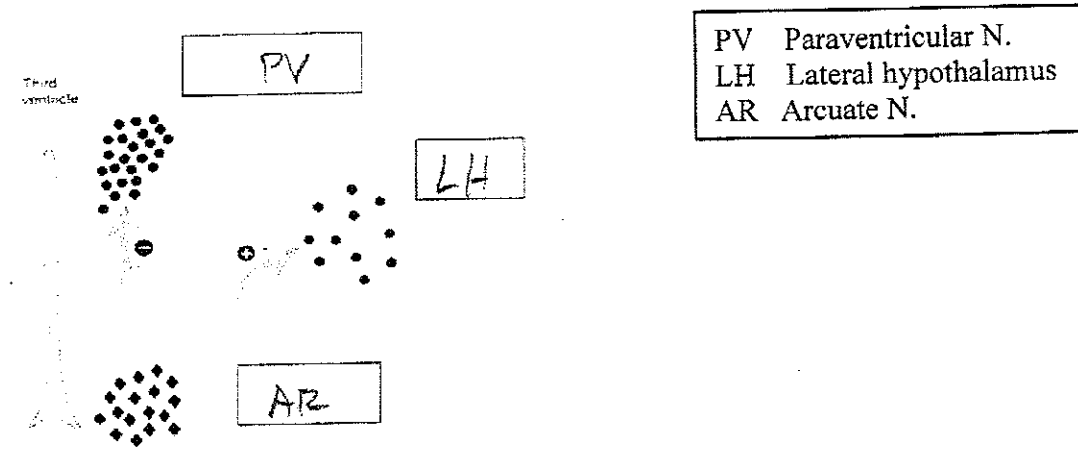 PV
Third
ventricle
LH
AR
PV Paraventricular N.
LH Lateral hypothalamus
AR Arcuate N.
−
+